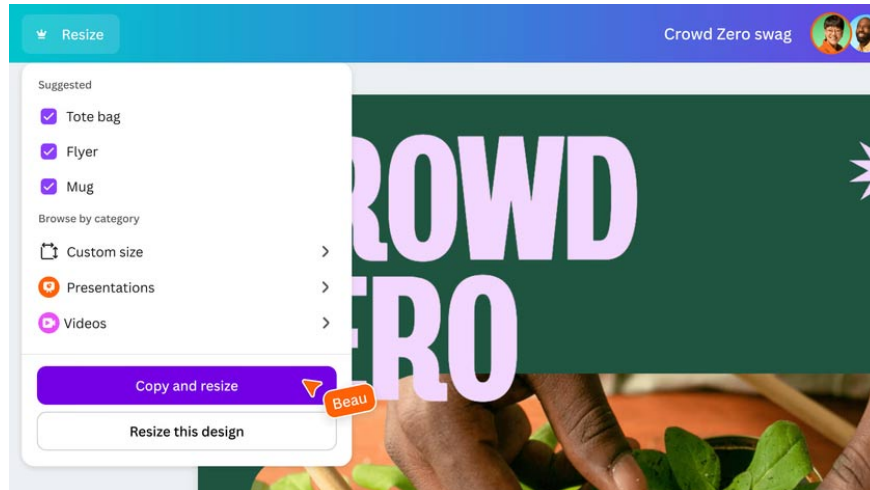 Resize
Crowd Zero swag
Suggested
Tote bag
Flyer
Mug
Browse by category
Custom size
Presentations
Videos
Copy and resize
Beau
Resize this design
ROWD
ERO